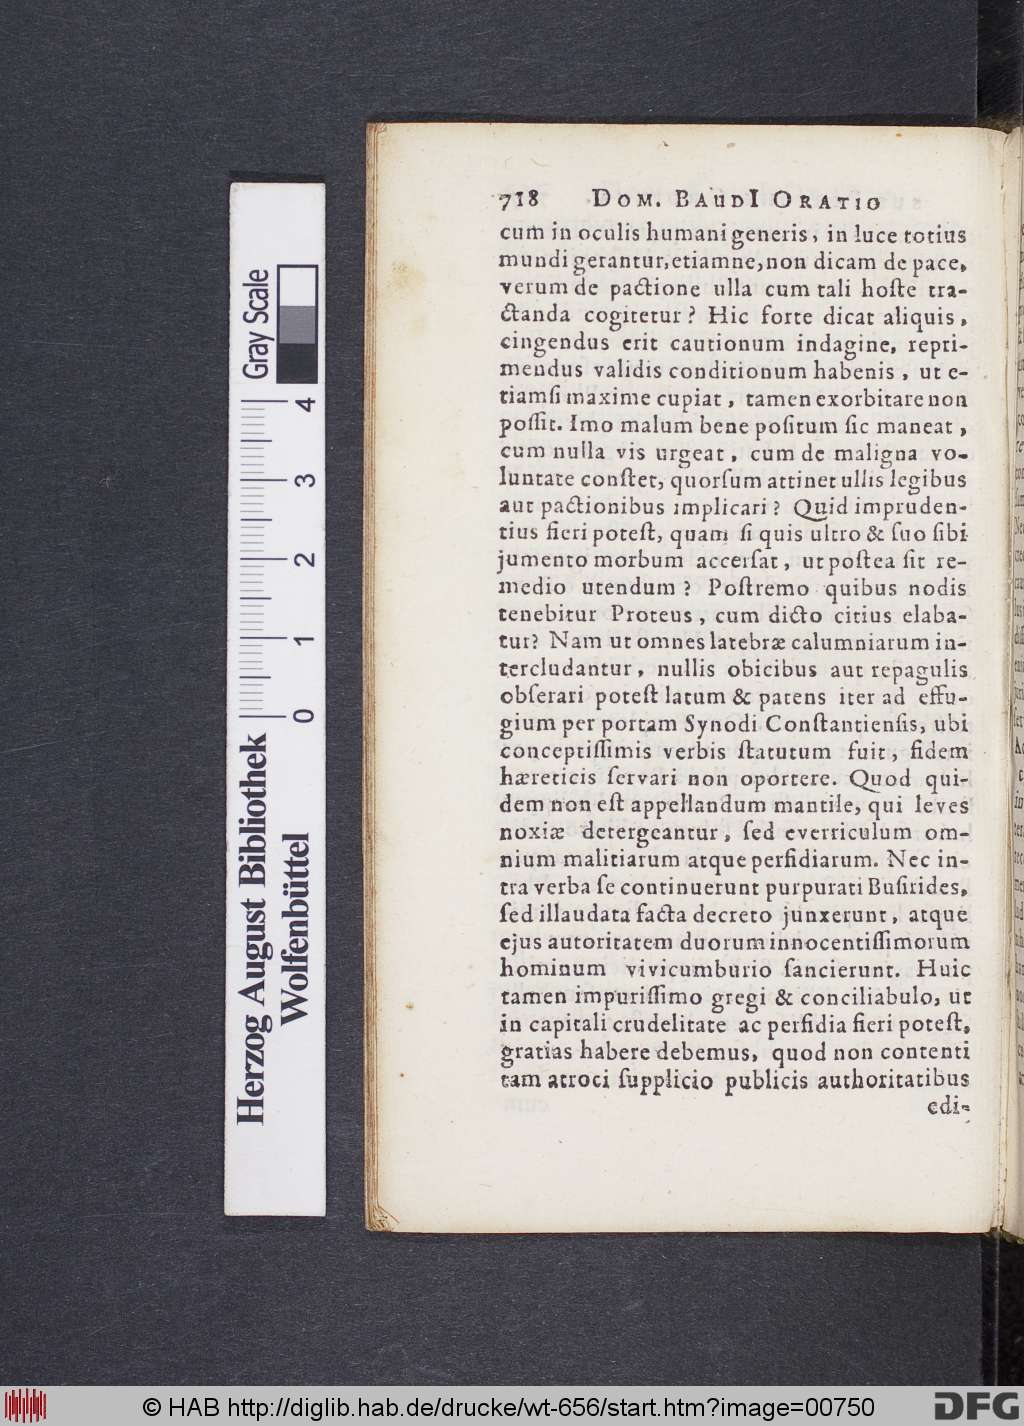 718 DOM. BAUDI ORATIO
cum in oculis humani generis, in luce totius
mundi gerantur, etiamne, non dicam de pace,
verum de pactione ulla cum tali hoſte tra-
ctanda cogitetur? Hic forte dicat aliquis,
cingendus erit cautionum indagine, repri-
mendus validis conditionum habenis, ut e-
tiamſi maxime cupiat, tamen exorbitare non
poſſit. Imo malum bene poſitum ſic maneat,
cum nulla vis urgeat, cum de maligna vo-
luntate conſtet, quorſum attinet ullis legibus
aut pactionibus implicari? Quid impruden-
tius fieri poteſt, quam ſi quis ultro & ſuo ſibi
jumento morbum accerſat, ut poſtea ſit re-
medio utendum? Poſtremo quibus nodis
tenebitur Proteus, cum dicto citius elaba-
tur? Nam ut omnes latebræ calumniarum in-
tercludantur, nullis obicibus aut repagulis
obſerari poteſt latum & patens iter ad effu-
gium per portam Synodi Conſtantienſis, ubi
conceptiſſimis verbis ſtatutum fuit, fidem
hæreticis ſervari non oportere. Quod qui-
dem non eſt appellandum mantile, qui leves
noxiæ detergeantur, ſed everriculum om-
nium malitiarum atque perfidiarum. Nec in-
tra verba ſe continuerunt purpurati Buſirides,
ſed illaudata facta decreto junxerunt, atque
ejus autoritatem duorum innocentiſſimorum
hominum vivicumburio ſancierunt. Huic
tamen impuriſſimo gregi & conciliabulo, ut
in capitali crudelitate ac perfidia fieri poteſt,
gratias habere debemus, quod non contenti
tam atroci ſupplicio publicis authoritatibus
edi-
Herzog August Bibliothek
Wolfenbüttel
0 1 2 3 4
Gray Scale
© HAB http://diglib.hab.de/drucke/wt-656/start.htm?image=00750
DFG